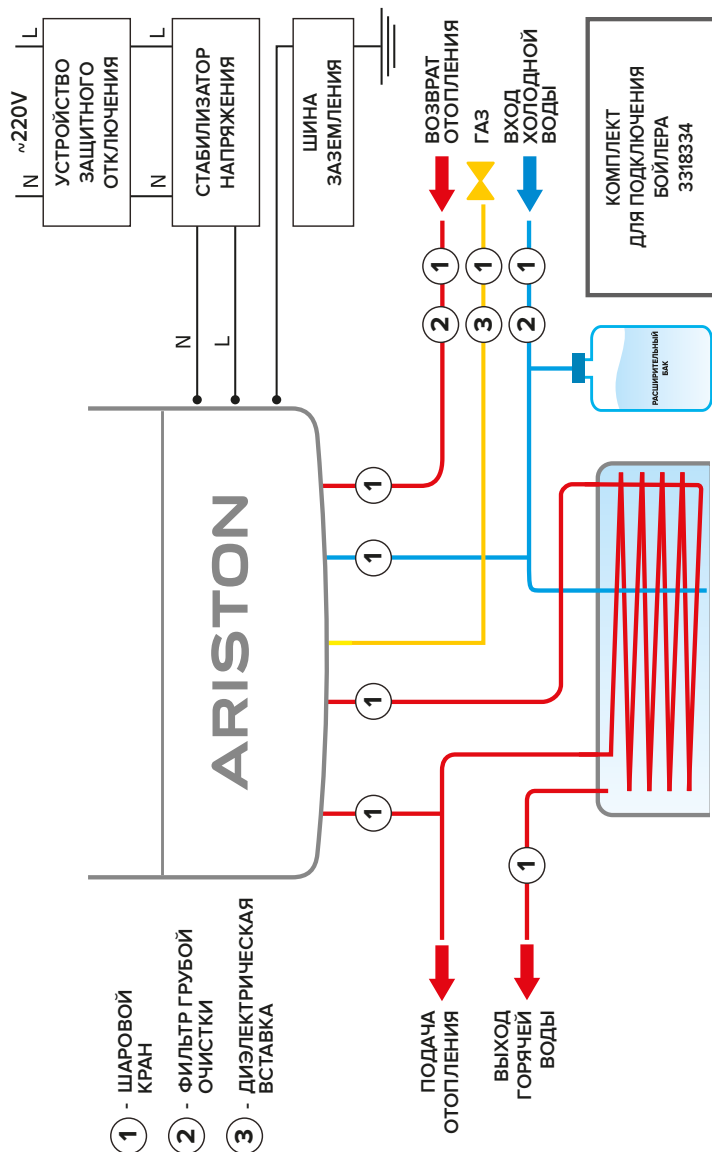 ~220V
N
L
УСТРОЙСТВО
ЗАЩИТНОГО
ОТКЛЮЧЕНИЯ
N
L
СТАБИЛИЗАТОР
НАПРЯЖЕНИЯ
ШИНА
ЗАЗЕМЛЕНИЯ
N
L
ARISTON
1 - ШАРОВОЙ
КРАН
2 - ФИЛЬТР ГРУБОЙ
ОЧИСТКИ
3 - ДИЭЛЕКТРИЧЕСКАЯ
ВСТАВКА
1
1
1
1
2
1
3
1
2
1
1
ВОЗВРАТ
ОТОПЛЕНИЯ
ГАЗ
ВХОД
ХОЛОДНОЙ
ВОДЫ
ПОДАЧА
ОТОПЛЕНИЯ
ВЫХОД
ГОРЯЧЕЙ
ВОДЫ
РАСШИРИТЕЛЬНЫЙ
БАК
КОМПЛЕКТ
ДЛЯ ПОДКЛЮЧЕНИЯ
БОЙЛЕРА
3318334